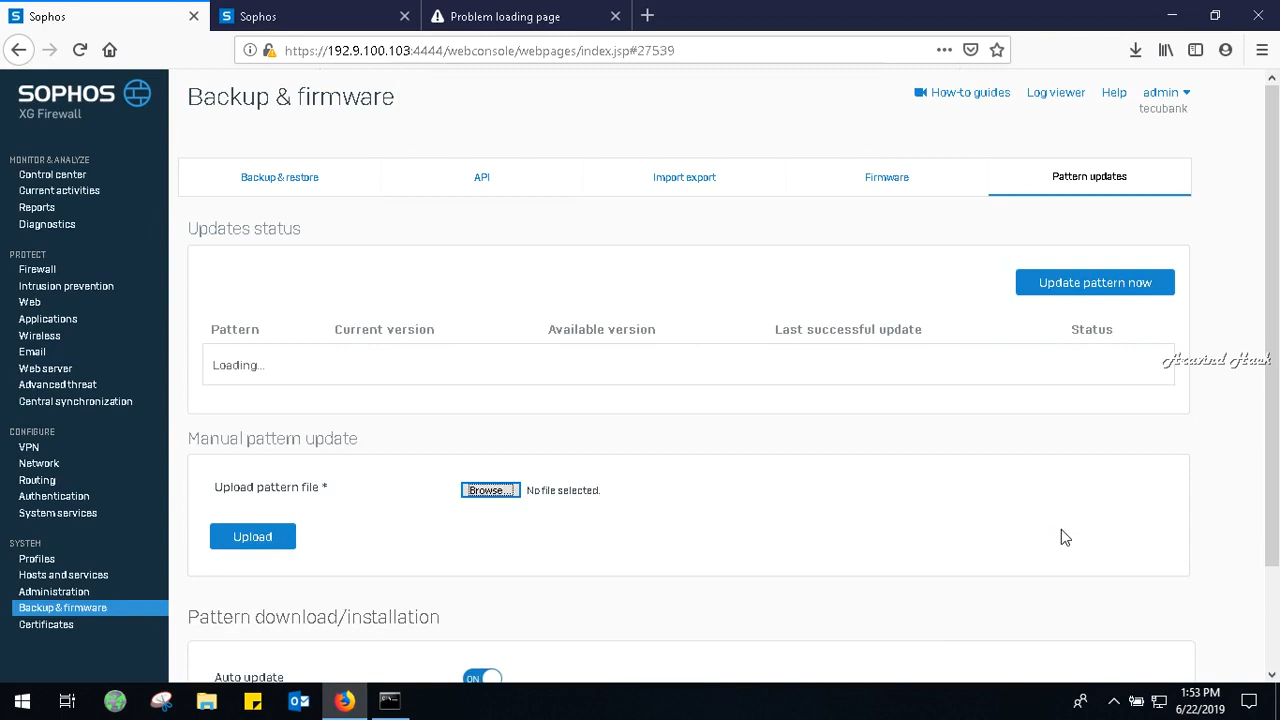 Sophos
Sophos
Problem loading page
https://192.9.100.103:4444/webconsole/webpages/index.jsp#27539
SOPHOS
XG Firewall
Backup & firmware
How-to guides
Log viewer
Help
admin
tecubank
MONITOR & ANALYZE
Control center
Current activities
Reports
Diagnostics
PROTECT
Firewall
Intrusion prevention
Web
Applications
Wireless
Email
Web server
Advanced threat
Central synchronization
CONFIGURE
VPN
Network
Routing
Authentication
System services
SYSTEM
Profiles
Hosts and services
Administration
Backup & firmware
Certificates
Backup & restore
API
Import export
Firmware
Pattern updates
Updates status
Update pattern now
Pattern Current version Available version Last successful update Status
Loading...
Aravind Hack
Manual pattern update
Upload pattern file *
Browse... No file selected.
Upload
Pattern download/installation
Auto update
ON
1:53 PM
6/22/2019